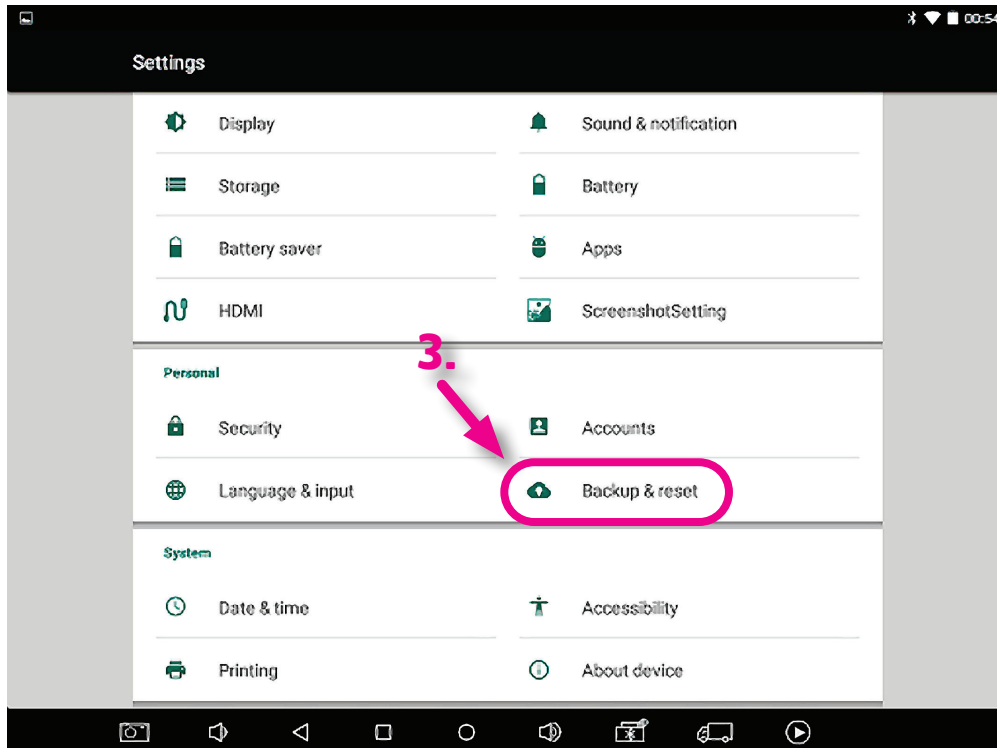 00:54
Settings
Display
Sound & notification
Storage
Battery
Battery saver
Apps
HDMI
ScreenshotSetting
3.
Personal
Security
Accounts
Language & input
Backup & reset
System
Date & time
Accessibility
Printing
About device